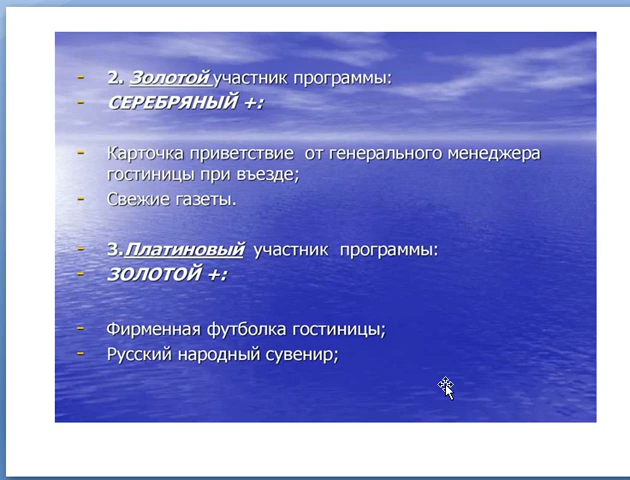 - 2. Золотой участник программы:
- СЕРЕБРЯНЫЙ +:
- Карточка приветствие от генерального менеджера
гостиницы при въезде;
- Свежие газеты.
- 3.Платиновый участник программы:
- ЗОЛОТОЙ +:
- Фирменная футболка гостиницы;
- Русский народный сувенир;